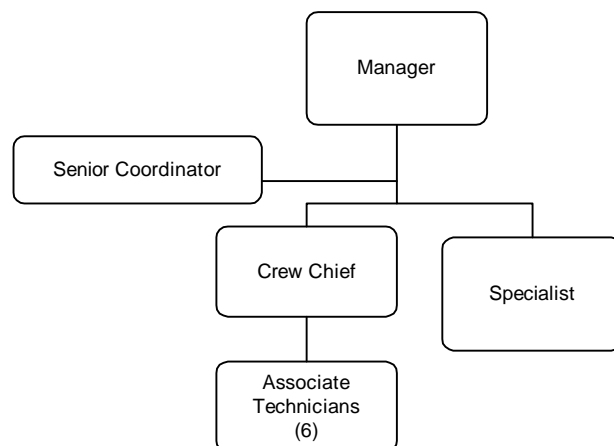 Manager
Senior Coordinator
Crew Chief
Specialist
Associate
Technicians
(6)